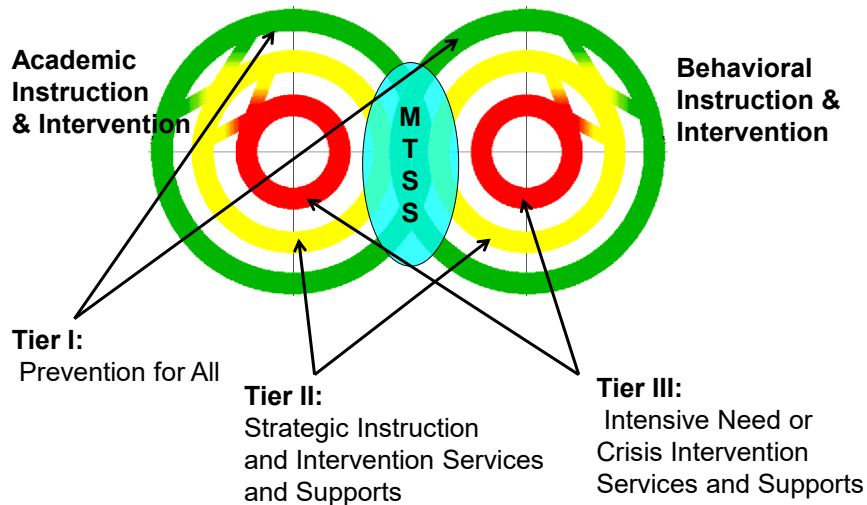 Academic
Instruction
& Intervention
Behavioral
Instruction &
Intervention
M
T
S
S
Tier I:
Prevention for All
Tier II:
Strategic Instruction
and Intervention Services
and Supports
Tier III:
Intensive Need or
Crisis Intervention
Services and Supports